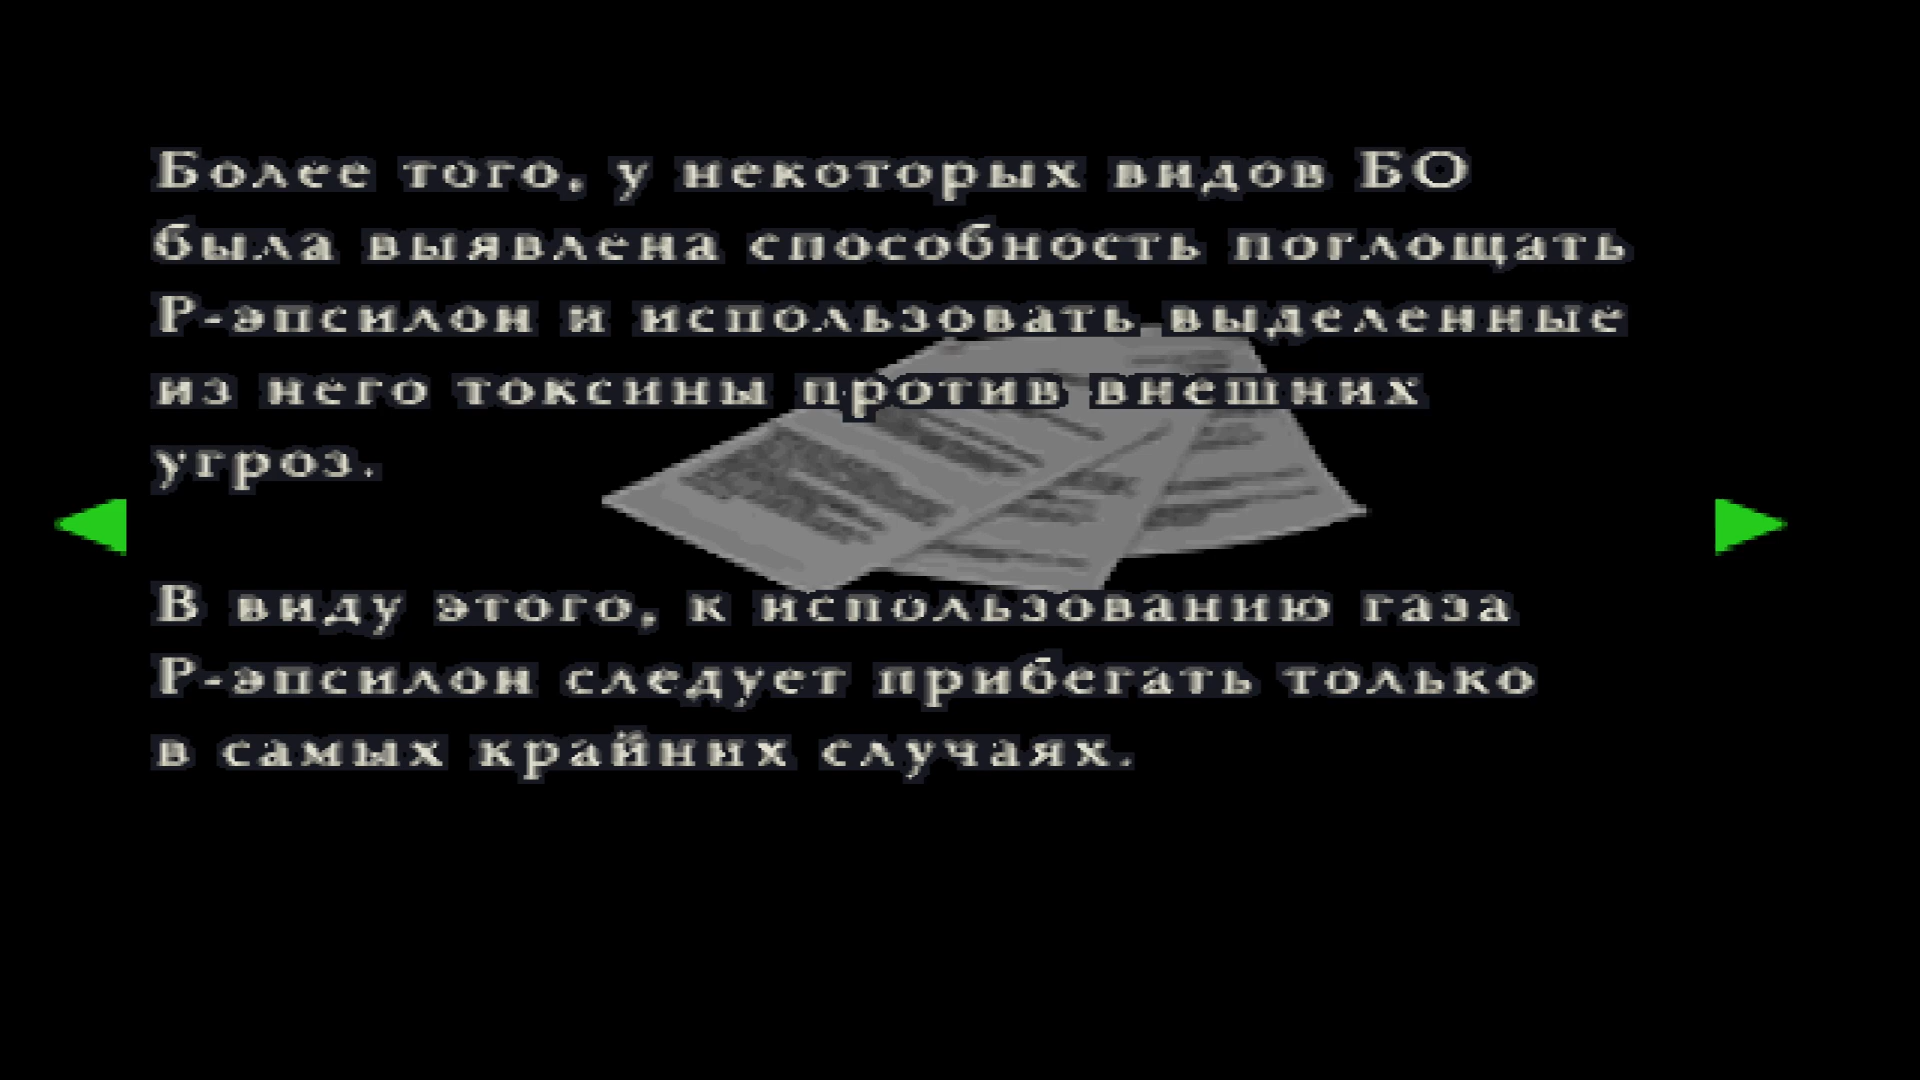 Более того, у некоторых видов БО
была выявлена способность поглощать
Р-эпсилон и использовать выделенные
из него токсины против внешних
угроз.
В виду этого, к использованию газа
Р-эпсилон следует прибегать только
в самых крайних случаях.